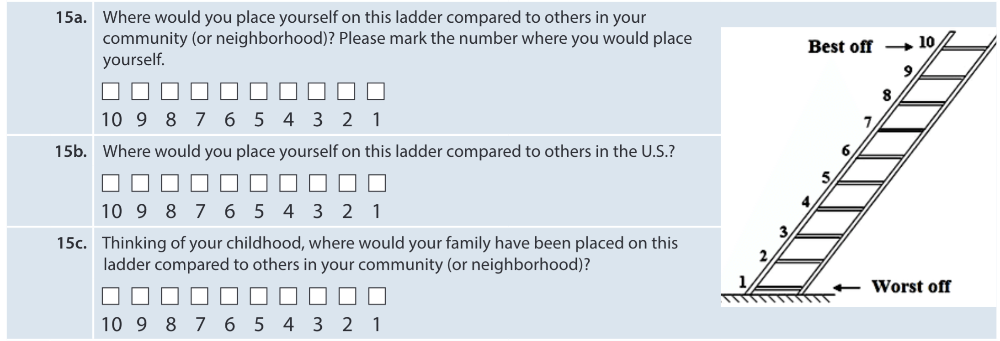 15a. Where would you place yourself on this ladder compared to others in your
community (or neighborhood)? Please mark the number where you would place
yourself.
10 9 8 7 6 5 4 3 2 1
15b. Where would you place yourself on this ladder compared to others in the U.S.?
10 9 8 7 6 5 4 3 2 1
15c. Thinking of your childhood, where would your family have been placed on this
ladder compared to others in your community (or neighborhood)?
10 9 8 7 6 5 4 3 2 1
Best off → 10
9
8
7
6
5
4
3
2
1
← Worst off